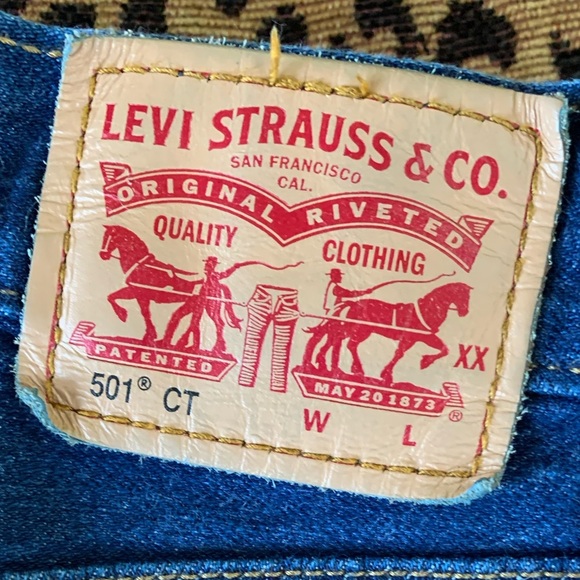 LEVI STRAUSS & CO.
SAN FRANCISCO
CAL.
ORIGINAL RIVETED
QUALITY CLOTHING
XX
PATENTED MAY 20 1873 ®
501® CT W L